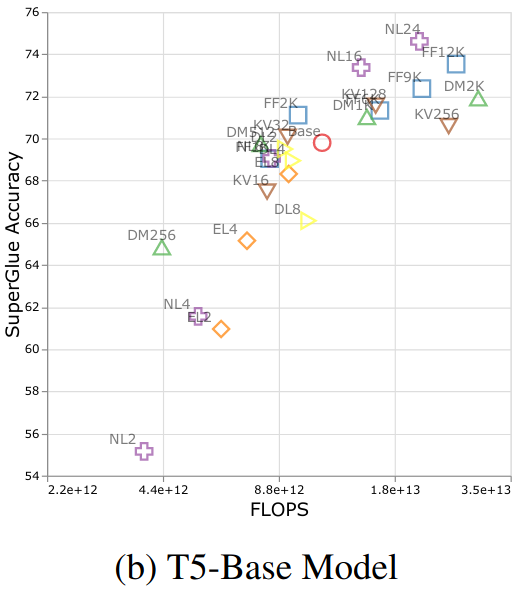 76
NL24
74
NL16
FF12K
FF9K
DM2K
72
KV128
DM1K
FF2K
KV256
KV32
70
DM512
Base
DL2
DL4
EL8
68
KV16
66
DL8
EL4
DM256
64
62
NL4
EL2
60
58
56
NL2
54
SuperGlue Accuracy
2.2e+12
4.4e+12
8.8e+12
1.8e+13
3.5e+13
FLOPS
(b) T5-Base Model